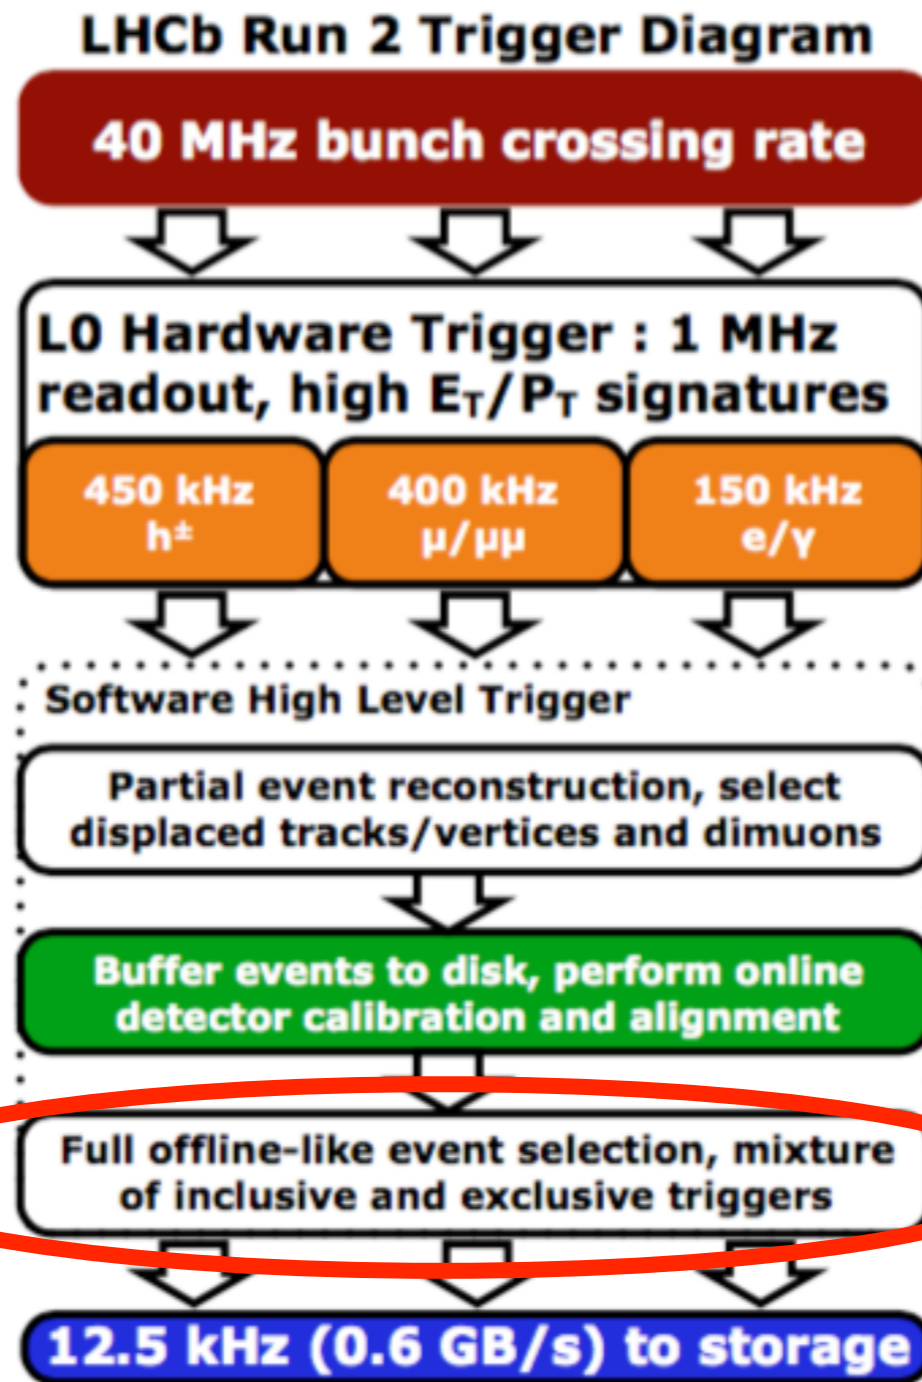 LHCb Run 2 Trigger Diagram
40 MHz bunch crossing rate
L0 Hardware Trigger : 1 MHz
readout, high E_T/P_T signatures
450 kHz
h±
400 kHz
μ/μμ
150 kHz
e/γ
Software High Level Trigger
Partial event reconstruction, select
displaced tracks/vertices and dimuons
Buffer events to disk, perform online
detector calibration and alignment
Full offline-like event selection, mixture
of inclusive and exclusive triggers
12.5 kHz (0.6 GB/s) to storage